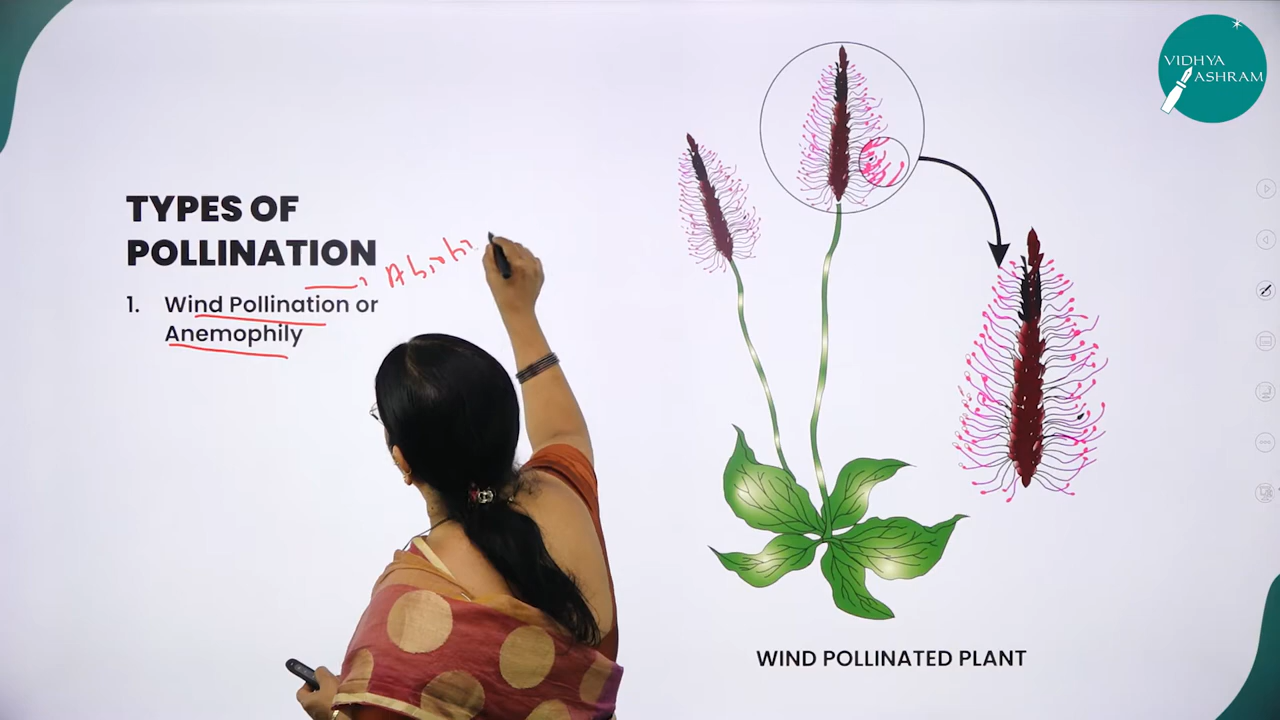 VIDHYA
ASHRAM
TYPES OF
POLLINATION
1. Wind Pollination or
Anemophily
WIND POLLINATED PLANT